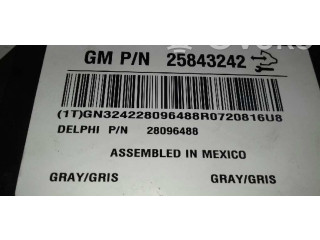 GM P/N 25843242
(1T)GN324228096488R0720816U8
DELPHI P/N 28096488
ASSEMBLED IN MEXICO
GRAY/GRIS GRAY/GRIS